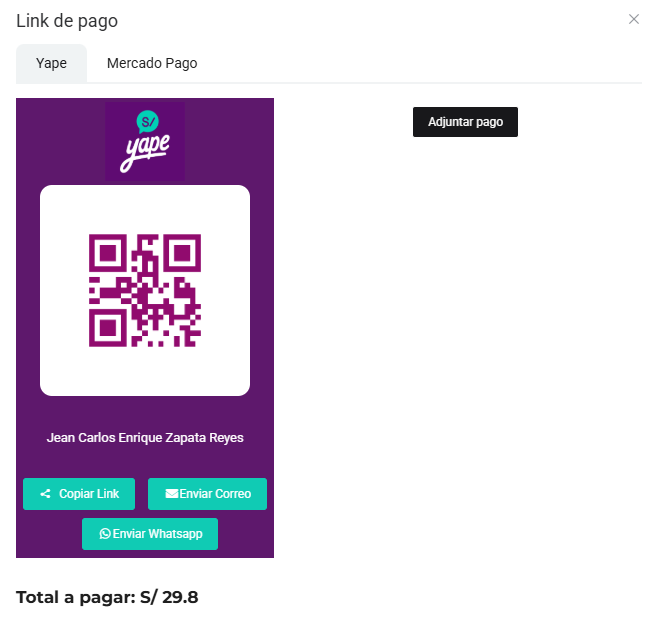 Link de pago
Yape
Mercado Pago
S/
yape
Adjuntar pago
Jean Carlos Enrique Zapata Reyes
Copiar Link
Enviar Correo
Enviar Whatsapp
Total a pagar: S/ 29.8